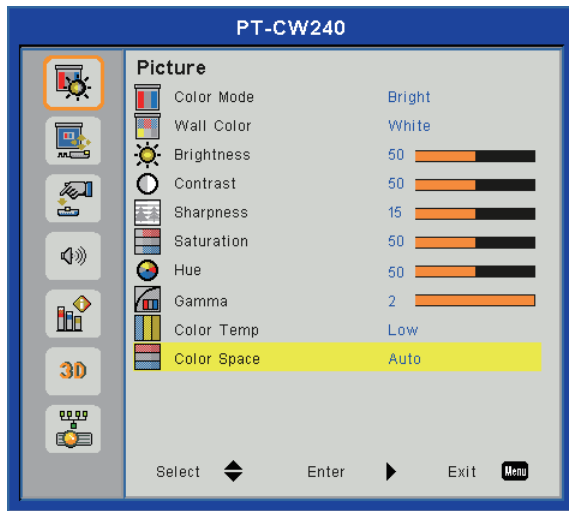 PT-CW240
Picture
Color Mode Bright
Wall Color White
Brightness 50
Contrast 50
Sharpness 15
Saturation 50
Hue 50
Gamma 2
Color Temp Low
Color Space Auto
3D
Select Enter Exit Menu